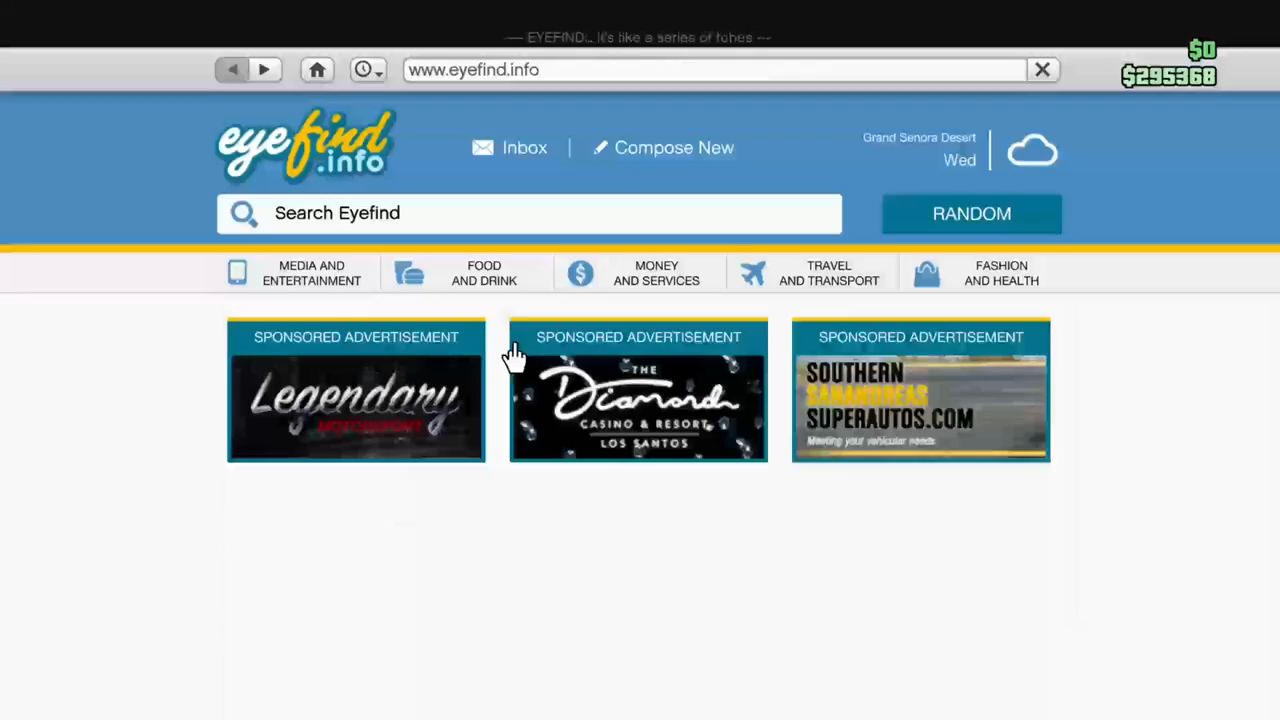 — EYEFIND... It's like a series of tubes —
$0
www.eyefind.info
$295368
eyefind
.info
Inbox
Compose New
Grand Senora Desert
Wed
Search Eyefind
RANDOM
MEDIA AND
ENTERTAINMENT
FOOD
AND DRINK
MONEY
AND SERVICES
TRAVEL
AND TRANSPORT
FASHION
AND HEALTH
SPONSORED ADVERTISEMENT
Legendary
MOTORSPORT
SPONSORED ADVERTISEMENT
THE
Diamond
CASINO & RESORT
LOS SANTOS
SPONSORED ADVERTISEMENT
SOUTHERN
SANANDREAS
SUPERAUTOS.COM
Meeting your vehicular needs